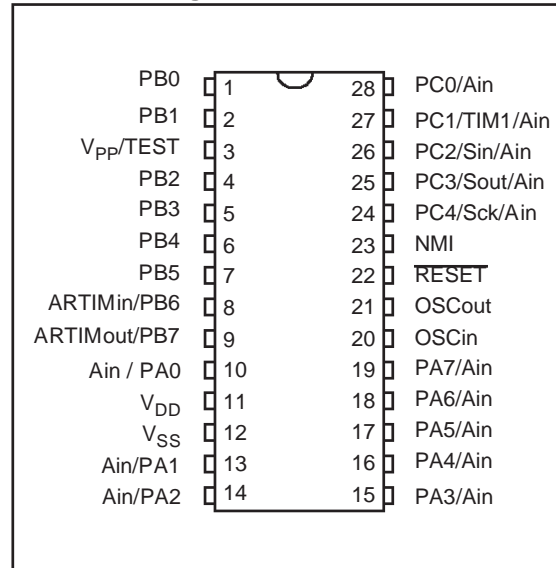 PB0 1 28 PC0/Ain
PB1 2 27 PC1/TIM1/Ain
VPP/TEST 3 26 PC2/Sin/Ain
PB2 4 25 PC3/Sout/Ain
PB3 5 24 PC4/Sck/Ain
PB4 6 23 NMI
PB5 7 22 RESET
ARTIMin/PB6 8 21 OSCout
ARTIMout/PB7 9 20 OSCin
Ain / PA0 10 19 PA7/Ain
VDD 11 18 PA6/Ain
VSS 12 17 PA5/Ain
Ain/PA1 13 16 PA4/Ain
Ain/PA2 14 15 PA3/Ain